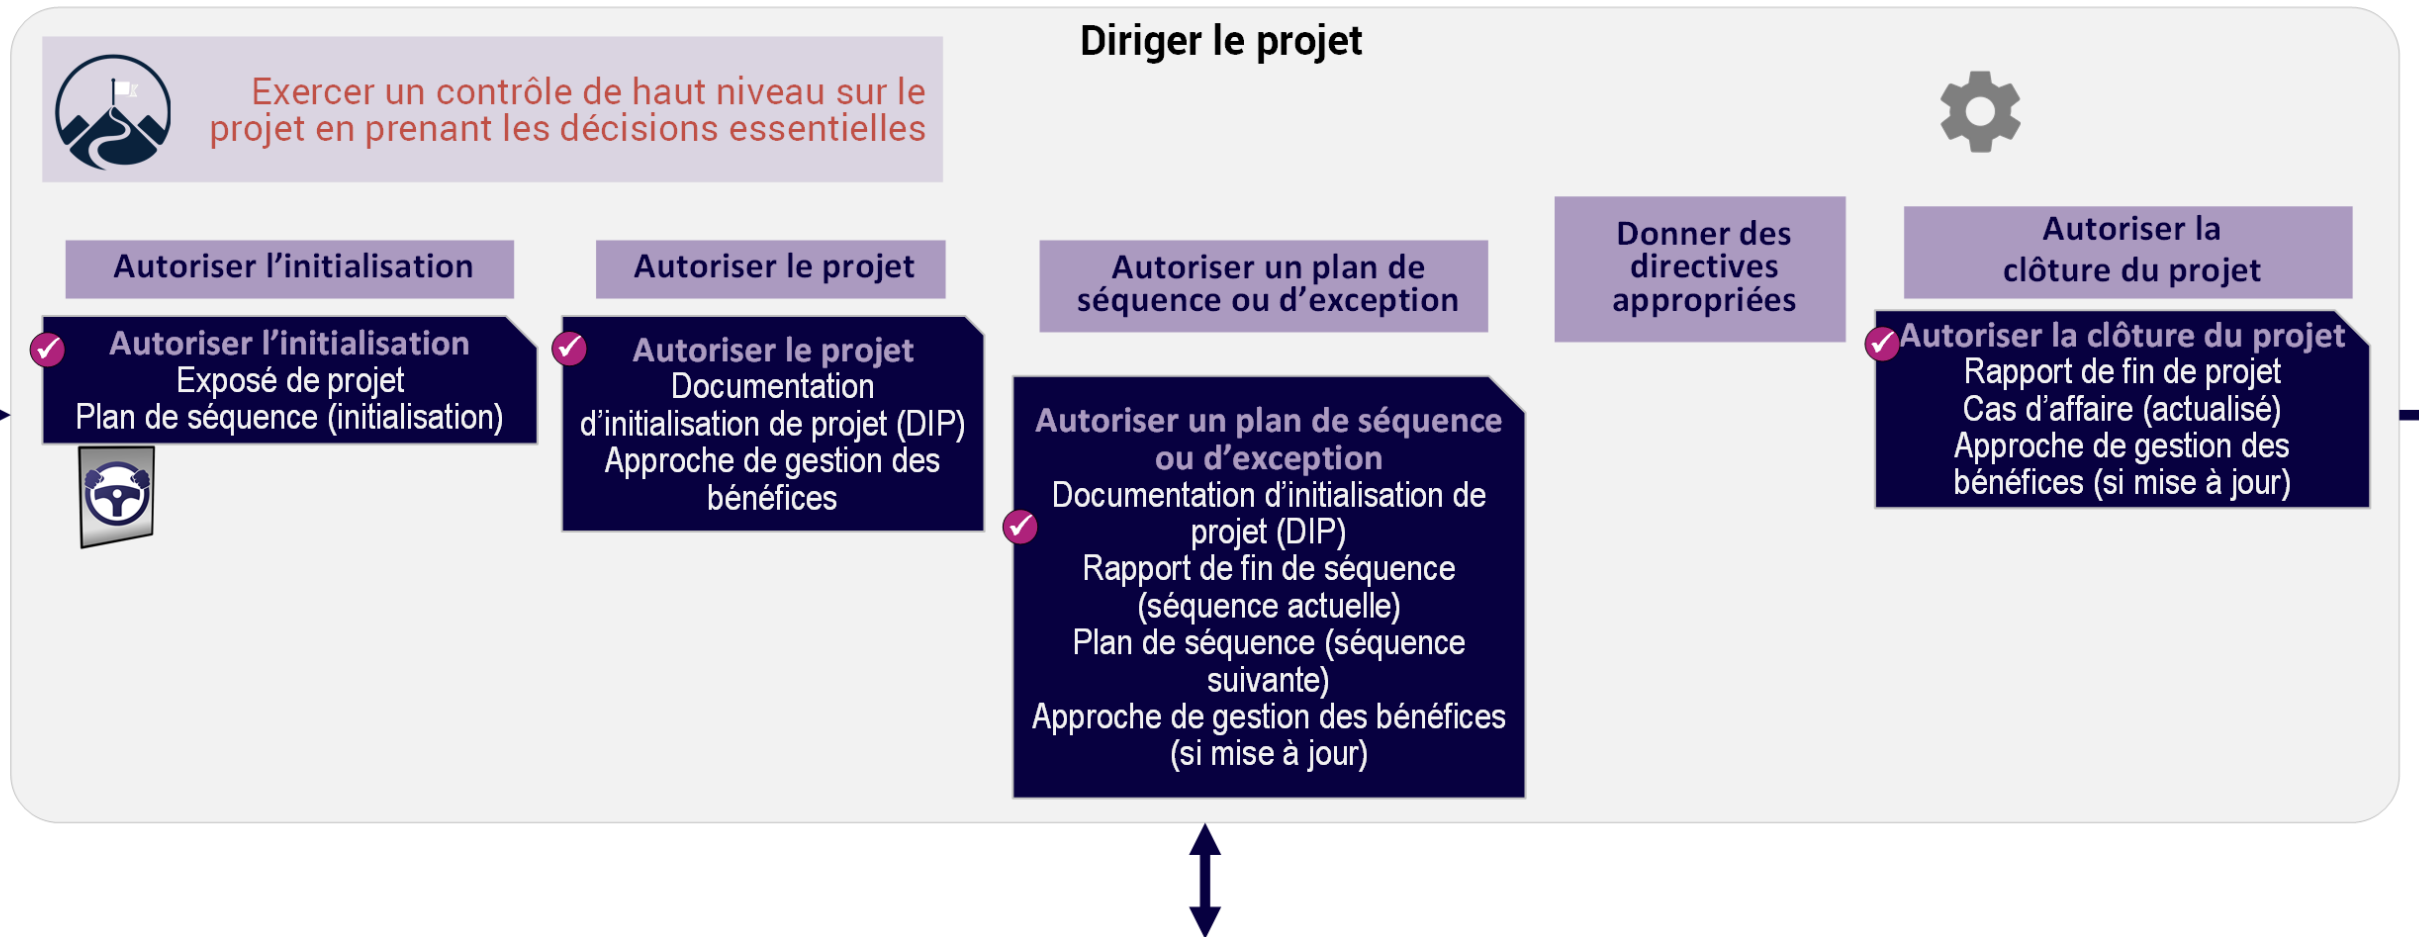 Diriger le projet
Exercer un contrôle de haut niveau sur le
projet en prenant les décisions essentielles
Autoriser l’initialisation
Autoriser l’initialisation
Exposé de projet
Plan de séquence (initialisation)
Autoriser le projet
Autoriser le projet
Documentation
d’initialisation de projet (DIP)
Approche de gestion des
bénéfices
Autoriser un plan de
séquence ou d’exception
Autoriser un plan de séquence
ou d’exception
Documentation d’initialisation de
projet (DIP)
Rapport de fin de séquence
(séquence actuelle)
Plan de séquence (séquence
suivante)
Approche de gestion des bénéfices
(si mise à jour)
Donner des
directives
appropriées
Autoriser la
clôture du projet
Autoriser la clôture du projet
Rapport de fin de projet
Cas d’affaire (actualisé)
Approche de gestion des
bénéfices (si mise à jour)